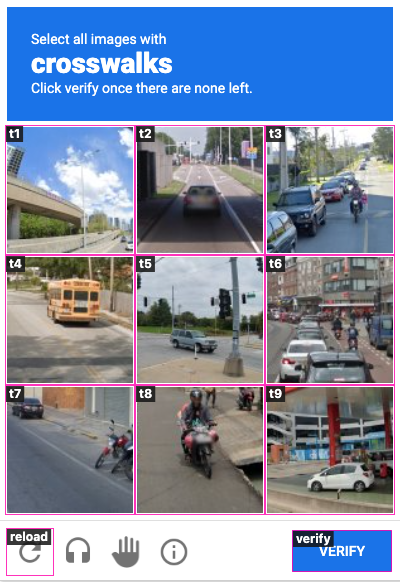 Select all images with
crosswalks
Click verify once there are none left.
t1
t2
t3
t4
t5
t6
t7
t8
t9
reload
verify
VERIFY